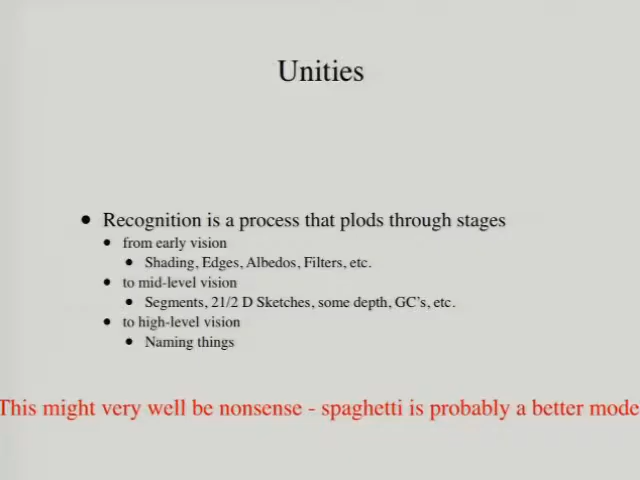 Unities
• Recognition is a process that plods through stages
• from early vision
• Shading, Edges, Albedos, Filters, etc.
• to mid-level vision
• Segments, 21/2 D Sketches, some depth, GC's, etc.
• to high-level vision
• Naming things
This might very well be nonsense - spaghetti is probably a better mode